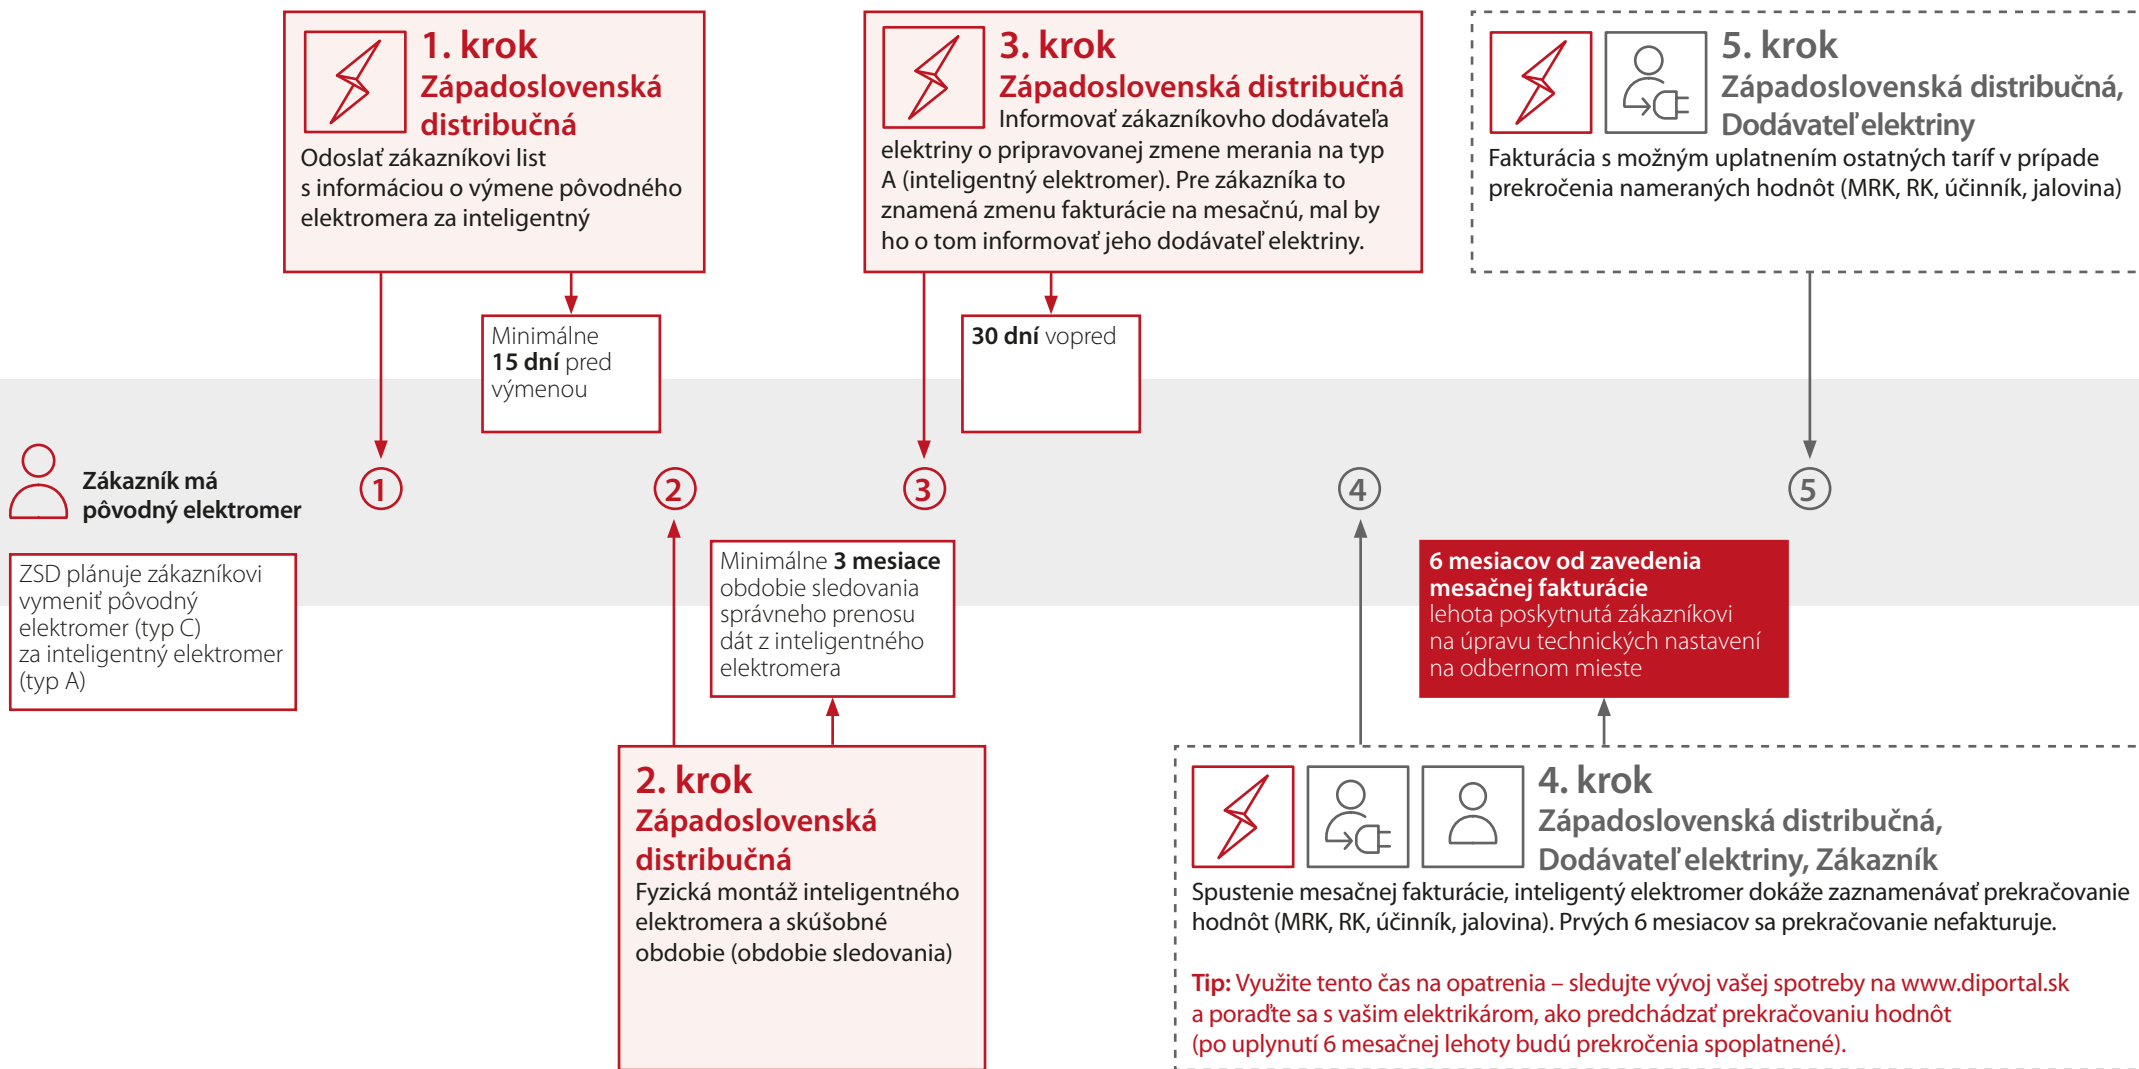 1. krok
Západoslovenská
distribučná
Odoslať zákazníkovi list
s informáciou o výmene pôvodného
elektromera za inteligentný
3. krok
Západoslovenská distribučná
Informovať zákazníkovho dodávateľa
elektriny o pripravovanej zmene merania na typ
A (inteligentný elektromer). Pre zákazníka to
znamená zmenu fakturácie na mesačnú, mal by
ho o tom informovať jeho dodávateľ elektriny.
5. krok
Západoslovenská distribučná,
Dodávateľ elektriny
Fakturácia s možným uplatnením ostatných taríf v prípade
prekročenia nameraných hodnôt (MRK, RK, účinník, jalovina)
Minimálne
15 dní pred
výmenou
30 dní vopred
Zákazník má
pôvodný elektromer
1
2
3
4
5
ZSD plánuje zákazníkovi
vymeniť pôvodný
elektromer (typ C)
za inteligentný elektromer
(typ A)
Minimálne 3 mesiace
obdobie sledovania
správneho prenosu
dát z inteligentného
elektromera
6 mesiacov od zavedenia
mesačnej fakturácie
lehota poskytnutá zákazníkovi
na úpravu technických nastavení
na odbernom mieste
2. krok
Západoslovenská
distribučná
Fyzická montáž inteligentného
elektromera a skúšobné
obdobie (obdobie sledovania)
4. krok
Západoslovenská distribučná,
Dodávateľ elektriny, Zákazník
Spustenie mesačnej fakturácie, inteligentý elektromer dokáže zaznamenávať prekračovanie
hodnôt (MRK, RK, účinník, jalovina). Prvých 6 mesiacov sa prekračovanie nefakturuje.
Tip: Využite tento čas na opatrenia – sledujte vývoj vašej spotreby na www.diportal.sk
a poraďte sa s vašim elektrikárom, ako predchádzať prekračovaniu hodnôt
(po uplynutí 6 mesačnej lehoty budú prekročenia spoplatnené).